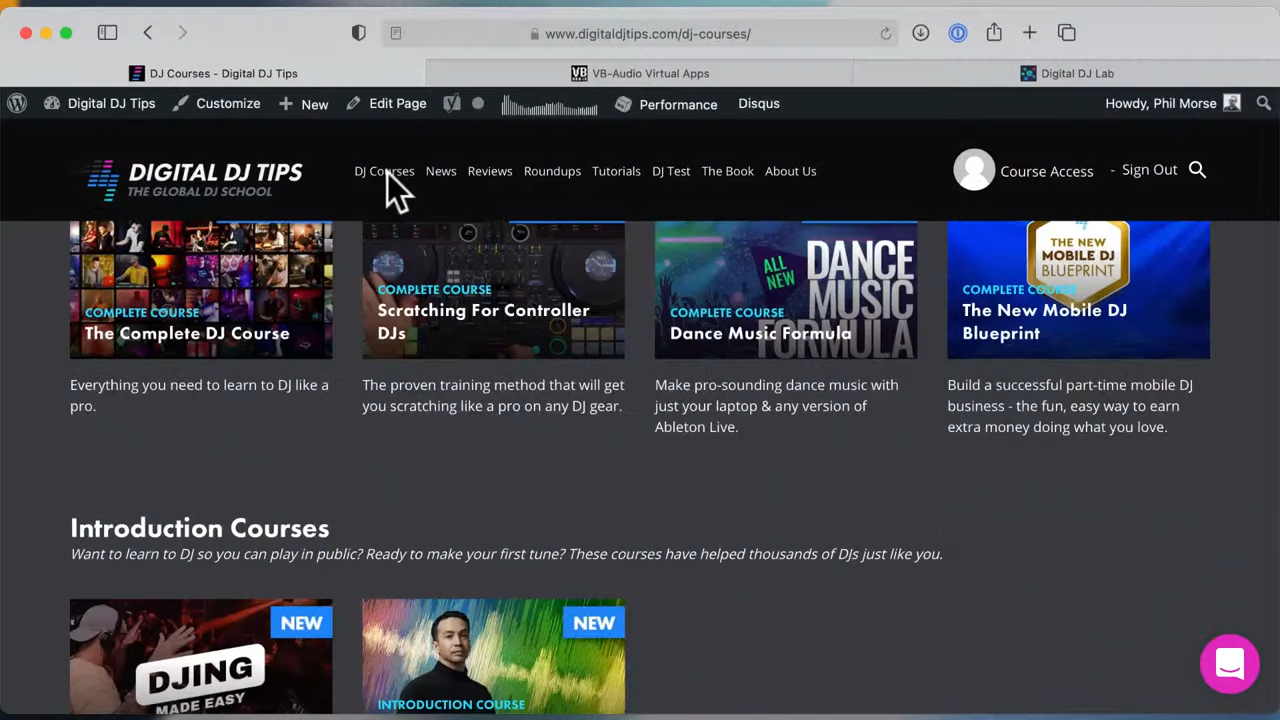 www.digitaldjtips.com/dj-courses/
DJ Courses - Digital DJ Tips
VB-Audio Virtual Apps
Digital DJ Lab
Digital DJ Tips
Customize
New
Edit Page
Performance
Disqus
Howdy, Phil Morse
DIGITAL DJ TIPS
THE GLOBAL DJ SCHOOL
DJ Courses
News
Reviews
Roundups
Tutorials
DJ Test
The Book
About Us
Course Access
- Sign Out
COMPLETE COURSE
The Complete DJ Course
Everything you need to learn to DJ like a
pro.
COMPLETE COURSE
Scratching For Controller
DJs
The proven training method that will get
you scratching like a pro on any DJ gear.
ALL
NEW
DANCE
MUSIC
FORMULA
COMPLETE COURSE
Dance Music Formula
Make pro-sounding dance music with
just your laptop & any version of
Ableton Live.
THE NEW
MOBILE DJ
BLUEPRINT
COMPLETE COURSE
The New Mobile DJ
Blueprint
Build a successful part-time mobile DJ
business - the fun, easy way to earn
extra money doing what you love.
Introduction Courses
Want to learn to DJ so you can play in public? Ready to make your first tune? These courses have helped thousands of DJs just like you.
NEW
DJING
MADE EASY
NEW
INTRODUCTION COURSE